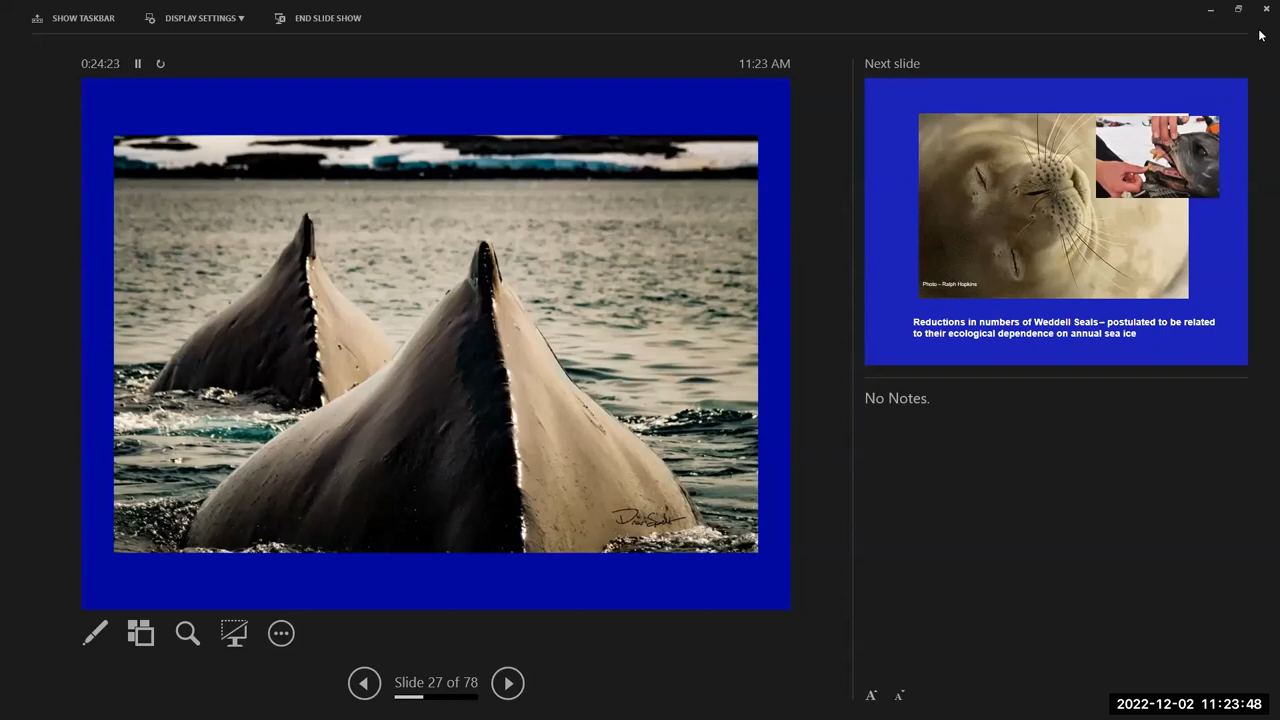 SHOW TASKBAR
DISPLAY SETTINGS ▼
END SLIDE SHOW
0:24:23
11:23 AM
Next slide
Photo – Ralph Hopkins
Reductions in numbers of Weddell Seals – postulated to be related
to their ecological dependence on annual sea ice
No Notes.
Slide 27 of 78
A
A
2022-12-02 11:23:48